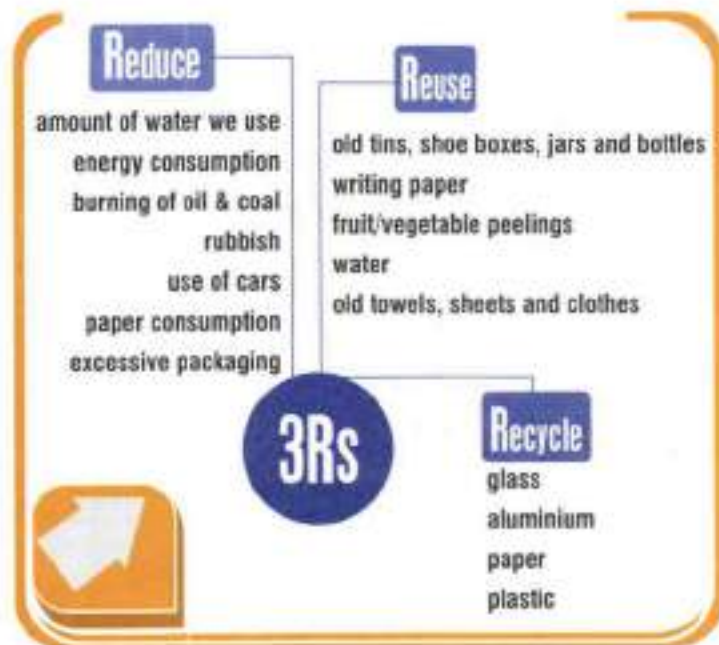 Reduce
amount of water we use
energy consumption
burning of oil & coal
rubbish
use of cars
paper consumption
excessive packaging
Reuse
old tins, shoe boxes, jars and bottles
writing paper
fruit/vegetable peelings
water
old towels, sheets and clothes
3Rs
Recycle
glass
aluminium
paper
plastic